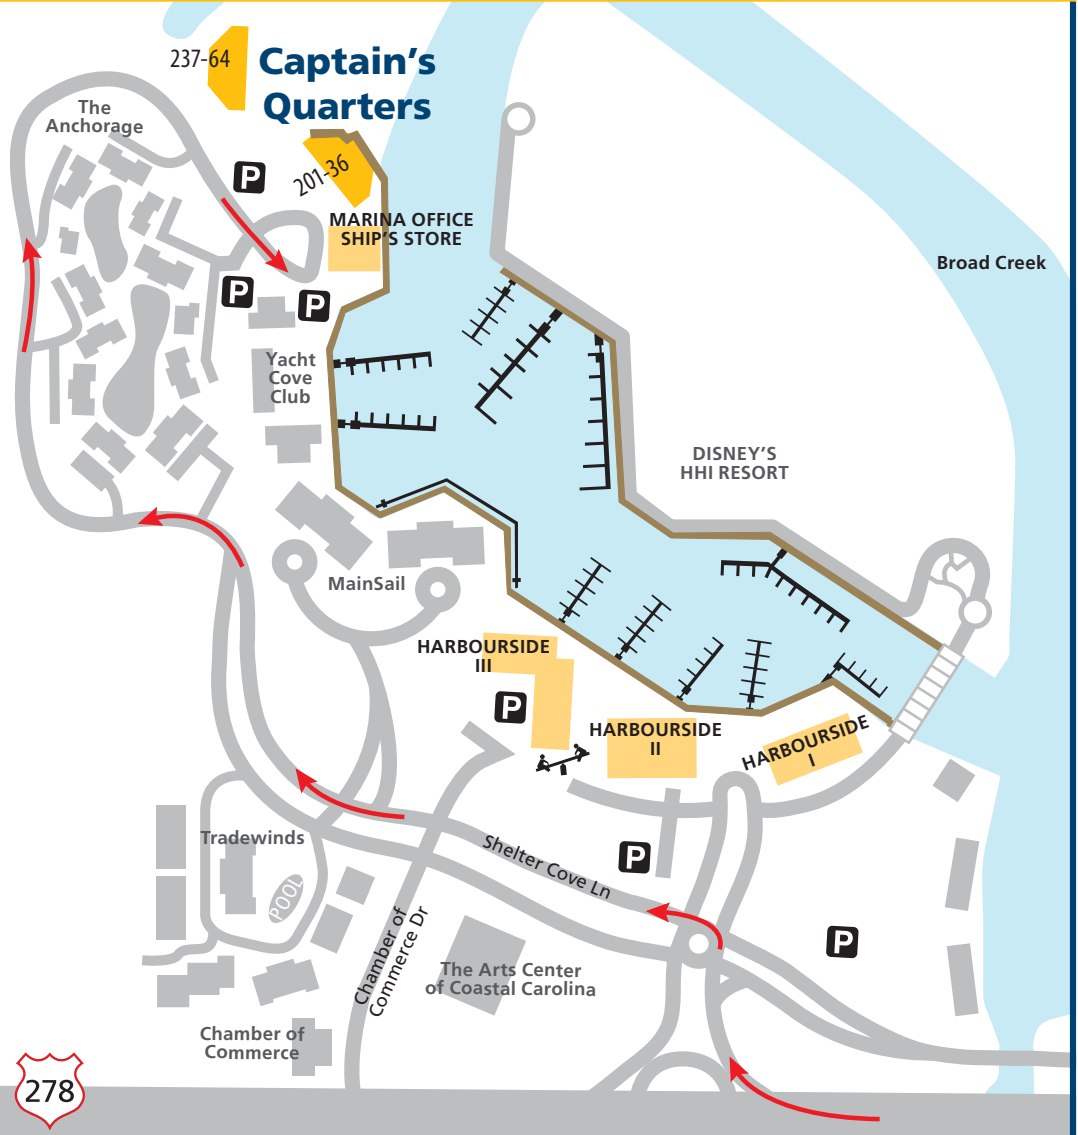 237-64
Captain's
Quarters
The
Anchorage
P
201-36
MARINA OFFICE
SHIP'S STORE
Broad Creek
P
P
Yacht
Cove
Club
DISNEY'S
HHI RESORT
MainSail
HARBOURSIDE
III
P
HARBOURSIDE
II
HARBOURSIDE
I
Tradewinds
Shelter Cove Ln
P
POOL
Chamber of
Commerce Dr
P
The Arts Center
of Coastal Carolina
Chamber of
Commerce
278